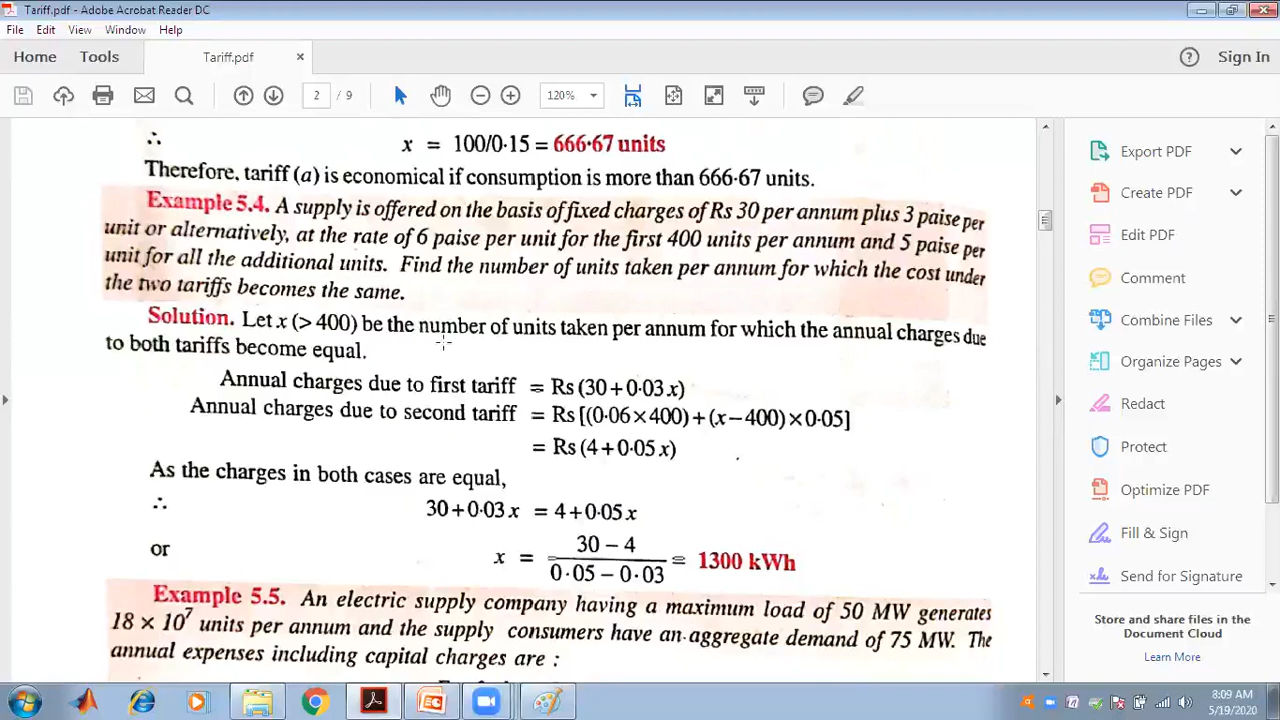 Tariff.pdf - Adobe Acrobat Reader DC
File Edit View Window Help
Home Tools Tariff.pdf × ? Sign In
2 / 9 120%
∴ x = 100/0·15 = 666·67 units
Therefore, tariff (a) is economical if consumption is more than 666·67 units.
Example 5.4. A supply is offered on the basis of fixed charges of Rs 30 per annum plus 3 paise per
unit or alternatively, at the rate of 6 paise per unit for the first 400 units per annum and 5 paise per
unit for all the additional units. Find the number of units taken per annum for which the cost under
the two tariffs becomes the same.
Solution. Let x (> 400) be the number of units taken per annum for which the annual charges due
to both tariffs become equal.
Annual charges due to first tariff = Rs (30 + 0·03 x)
Annual charges due to second tariff = Rs [(0·06 × 400) + (x – 400) × 0·05]
= Rs (4 + 0·05 x)
As the charges in both cases are equal,
∴ 30 + 0·03 x = 4 + 0·05 x
or x = 30 – 4 / 0·05 – 0·03 = 1300 kWh
Example 5.5. An electric supply company having a maximum load of 50 MW generates
18 × 10⁷ units per annum and the supply consumers have an aggregate demand of 75 MW. The
annual expenses including capital charges are :
Export PDF
Create PDF
Edit PDF
Comment
Combine Files
Organize Pages
Redact
Protect
Optimize PDF
Fill & Sign
Send for Signature
Store and share files in the
Document Cloud
Learn More
8:09 AM
5/19/2020